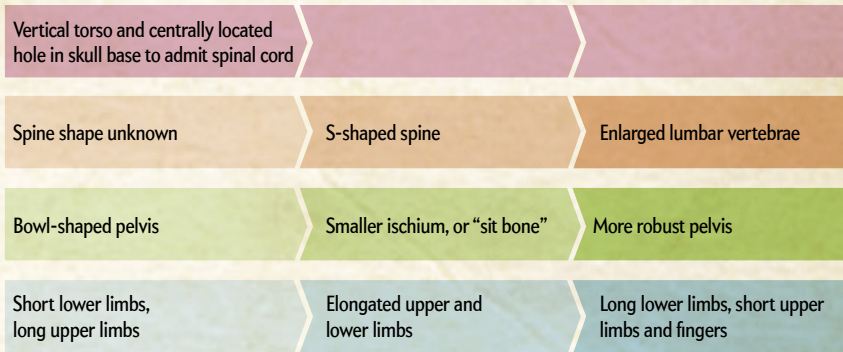 Vertical torso and centrally located
hole in skull base to admit spinal cord
Spine shape unknown
S-shaped spine
Enlarged lumbar vertebrae
Bowl-shaped pelvis
Smaller ischium, or “sit bone”
More robust pelvis
Short lower limbs,
long upper limbs
Elongated upper and
lower limbs
Long lower limbs, short upper
limbs and fingers